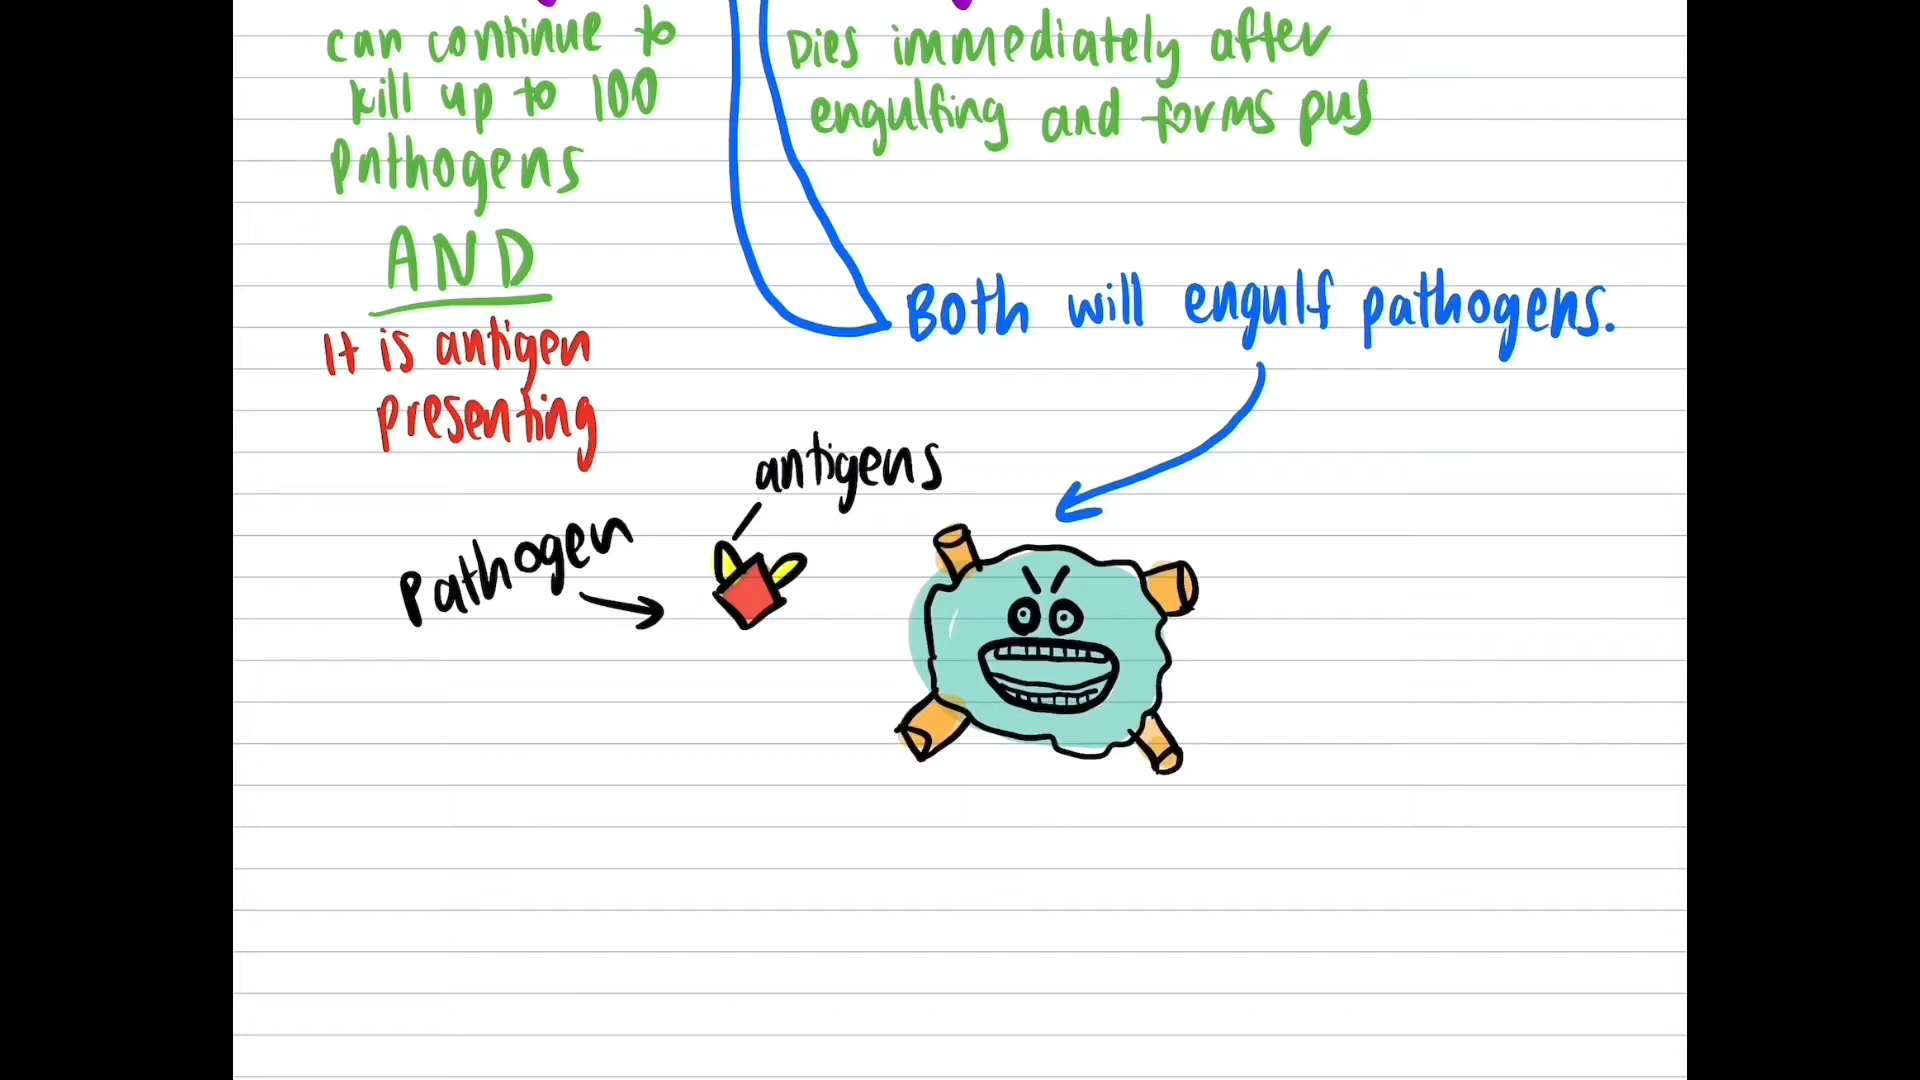 can continue to
kill up to 100
pathogens
AND
It is antigen
presenting
Dies immediately after
engulfing and forms pus
Both will engulf pathogens.
antigens
Pathogen